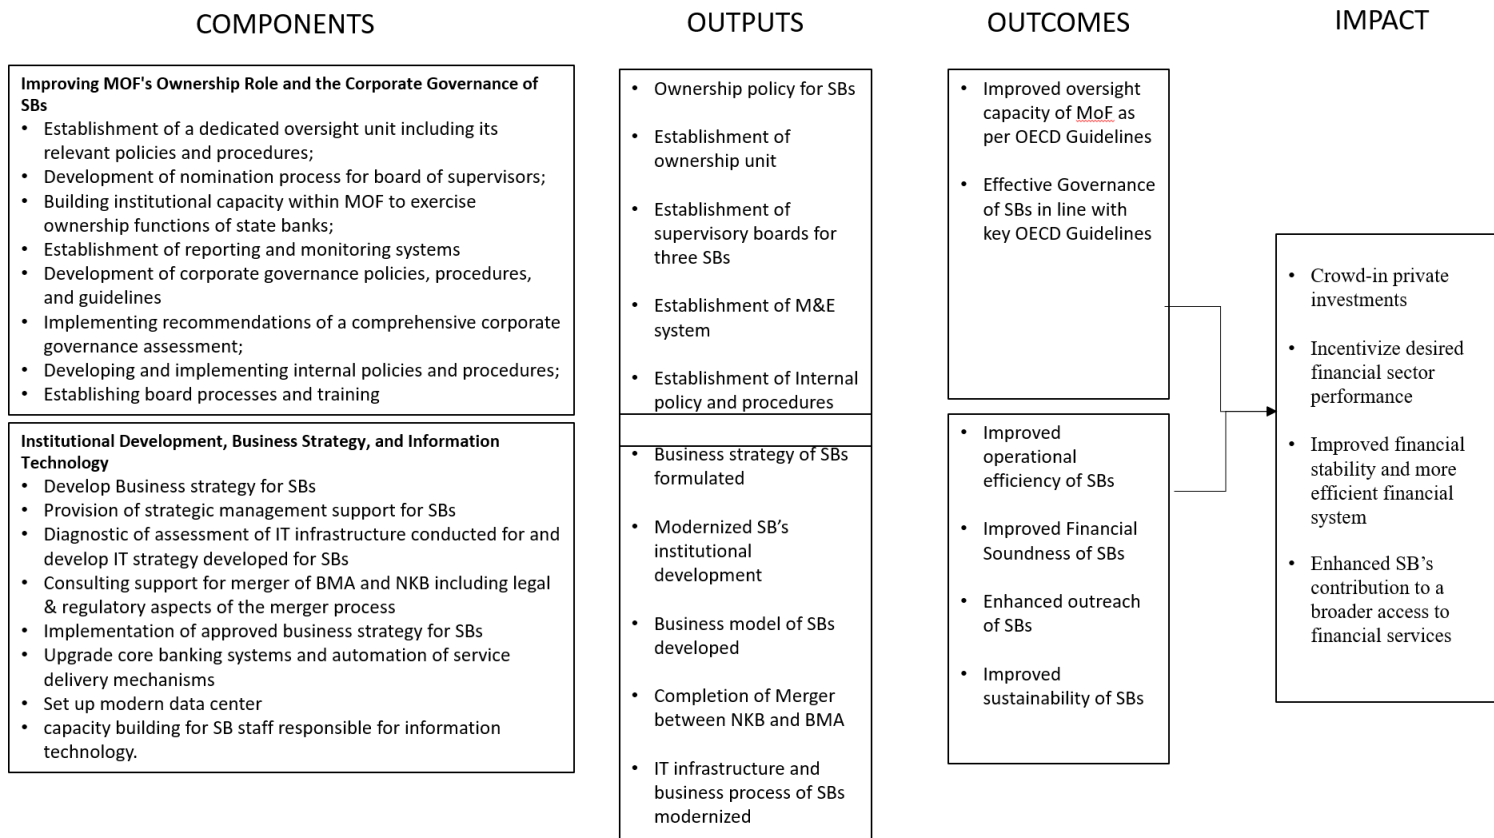 COMPONENTS
OUTPUTS
OUTCOMES
IMPACT
Improving MOF's Ownership Role and the Corporate Governance of
SBs
• Establishment of a dedicated oversight unit including its
relevant policies and procedures;
• Development of nomination process for board of supervisors;
• Building institutional capacity within MOF to exercise
ownership functions of state banks;
• Establishment of reporting and monitoring systems
• Development of corporate governance policies, procedures,
and guidelines
• Implementing recommendations of a comprehensive corporate
governance assessment;
• Developing and implementing internal policies and procedures;
• Establishing board processes and training
Institutional Development, Business Strategy, and Information
Technology
• Develop Business strategy for SBs
• Provision of strategic management support for SBs
• Diagnostic of assessment of IT infrastructure conducted for and
develop IT strategy developed for SBs
• Consulting support for merger of BMA and NKB including legal
& regulatory aspects of the merger process
• Implementation of approved business strategy for SBs
• Upgrade core banking systems and automation of service
delivery mechanisms
• Set up modern data center
• capacity building for SB staff responsible for information
technology.
• Ownership policy for SBs
• Establishment of
ownership unit
• Establishment of
supervisory boards for
three SBs
• Establishment of M&E
system
• Establishment of Internal
policy and procedures
• Business strategy of SBs
formulated
• Modernized SB's
institutional
development
• Business model of SBs
developed
• Completion of Merger
between NKB and BMA
• IT infrastructure and
business process of SBs
modernized
• Improved oversight
capacity of MoF as
per OECD Guidelines
• Effective Governance
of SBs in line with
key OECD Guidelines
• Improved
operational
efficiency of SBs
• Improved Financial
Soundness of SBs
• Enhanced outreach
of SBs
• Improved
sustainability of SBs
• Crowd-in private
investments
• Incentivize desired
financial sector
performance
• Improved financial
stability and more
efficient financial
system
• Enhanced SB's
contribution to a
broader access to
financial services